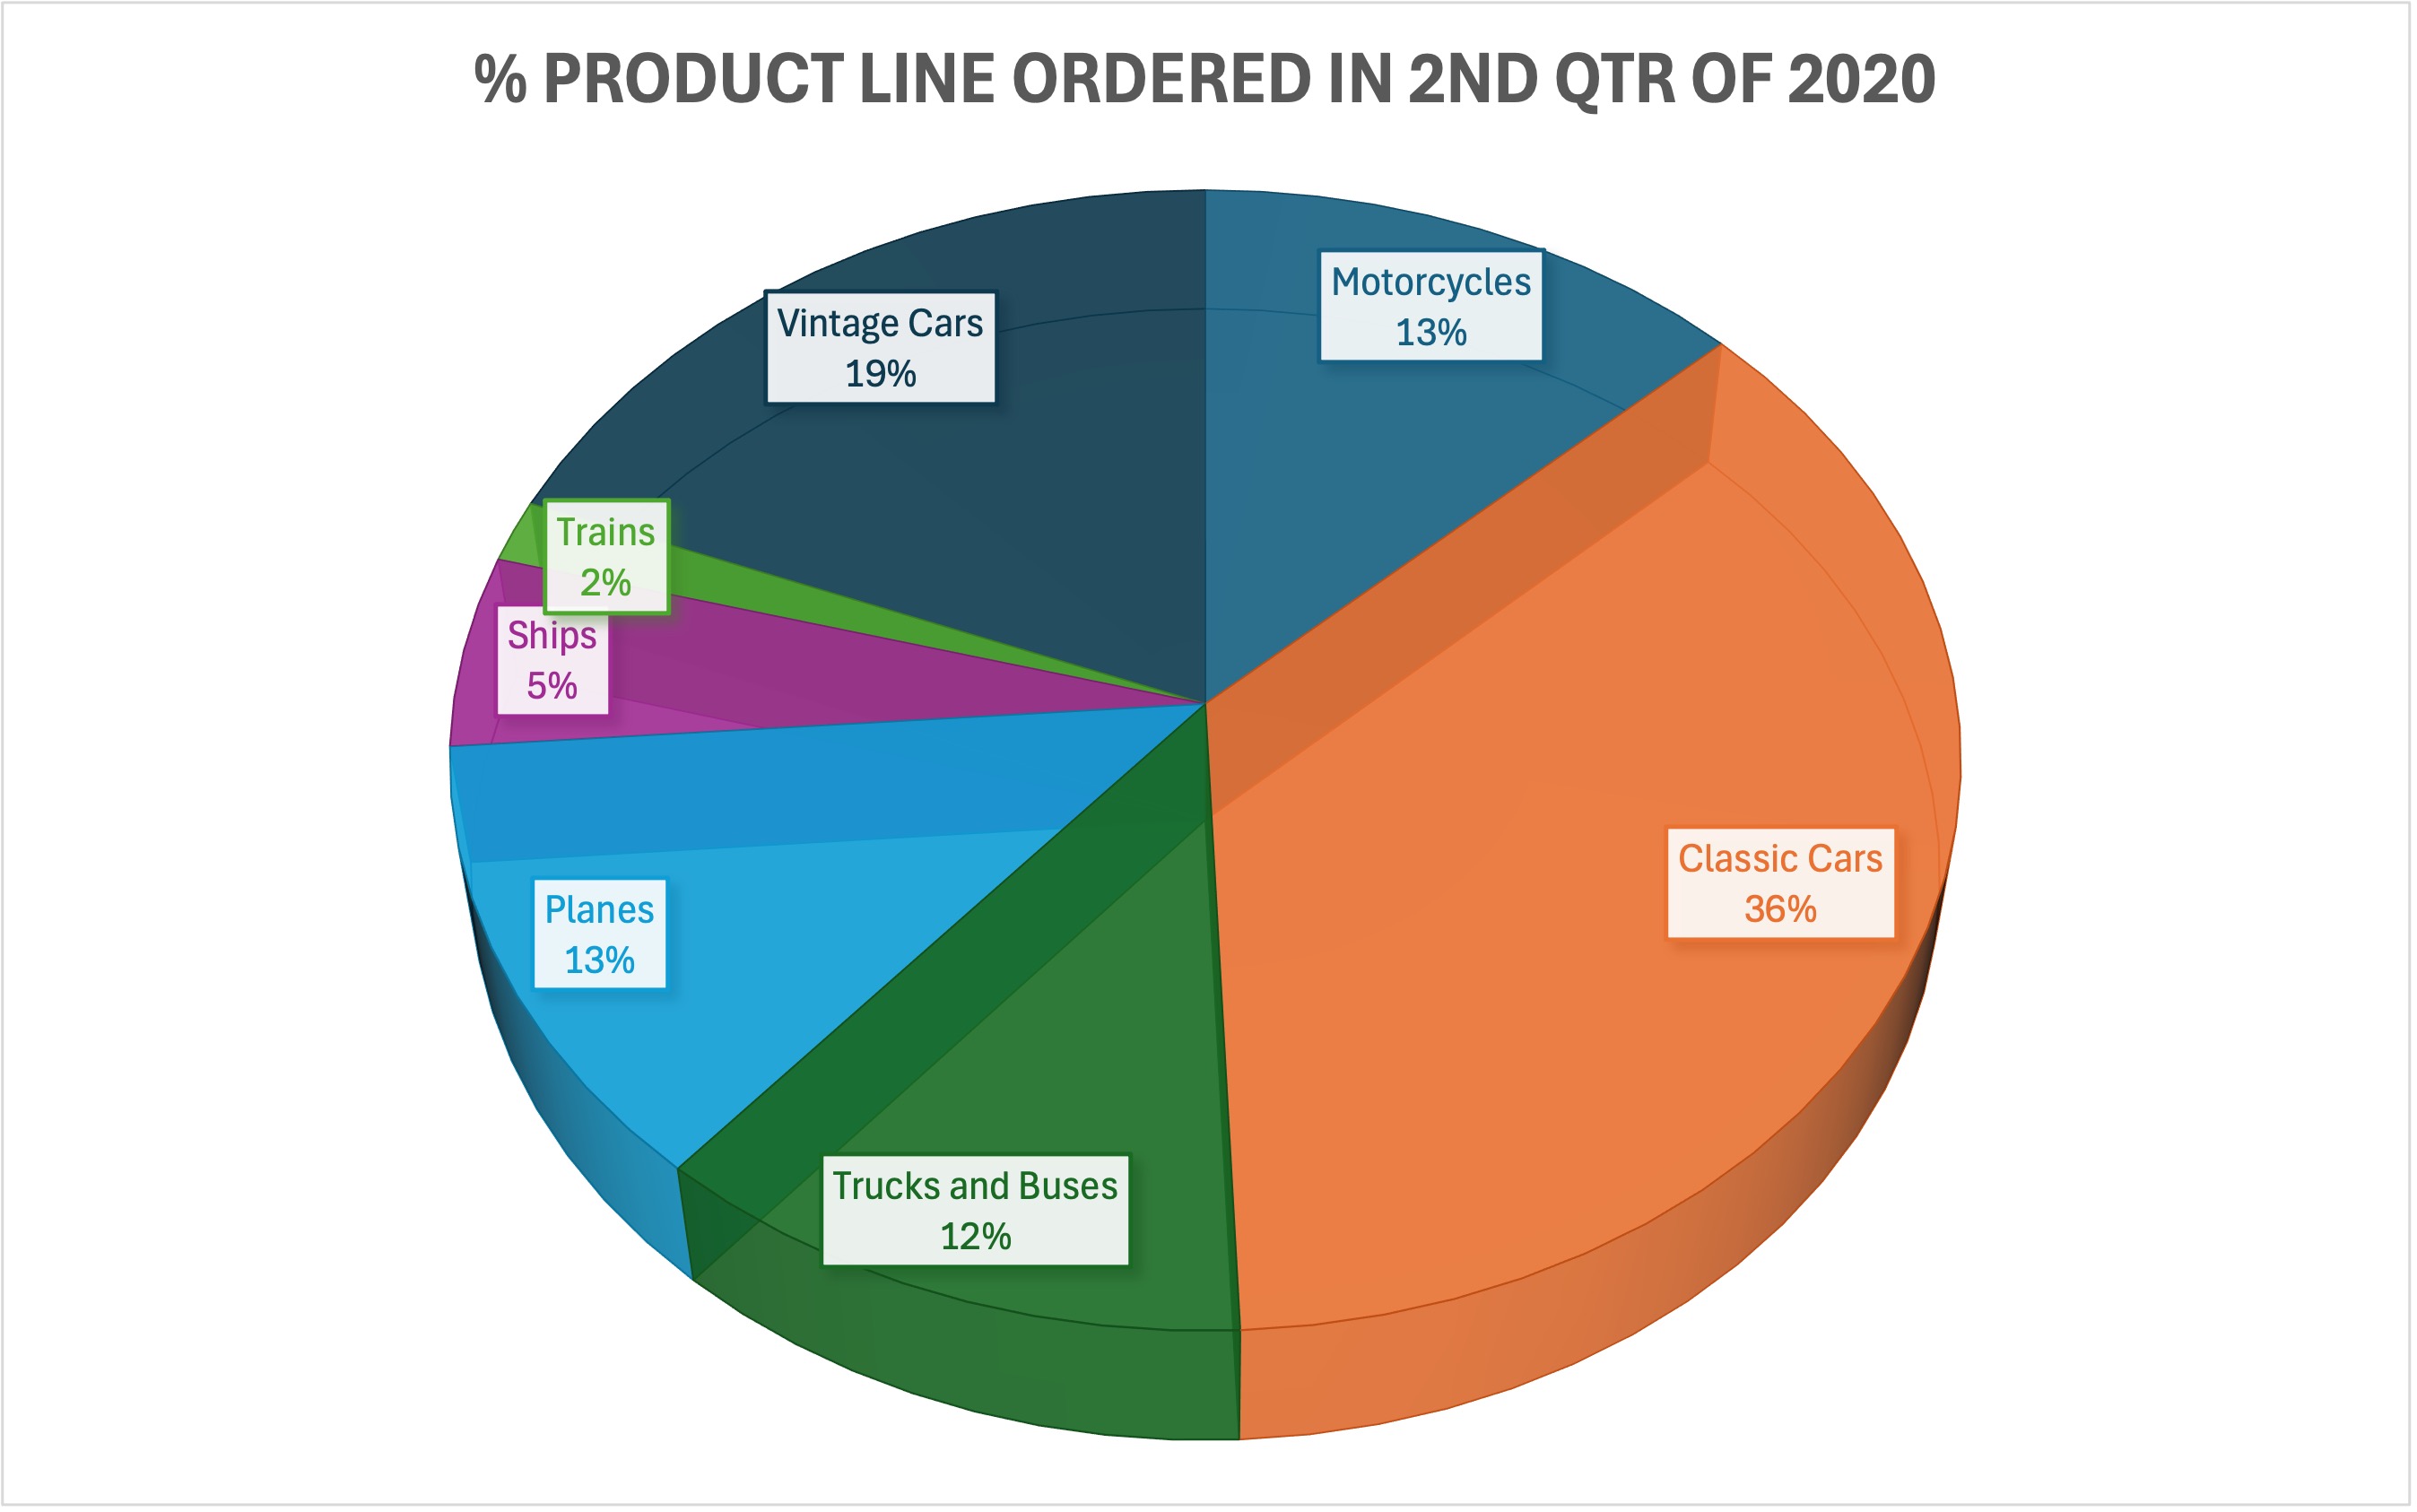 % PRODUCT LINE ORDERED IN 2ND QTR OF 2020
Motorcycles
13%
Vintage Cars
19%
Trains
2%
Ships
5%
Classic Cars
36%
Planes
13%
Trucks and Buses
12%